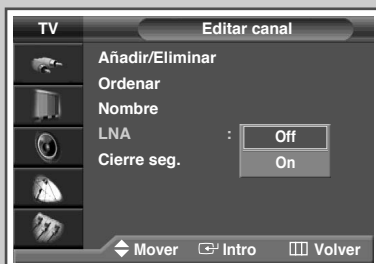 TV
Editar canal
Añadir/Eliminar
Ordenar
Nombre
LNA : Off
On
Cierre seg.
Mover Intro Volver